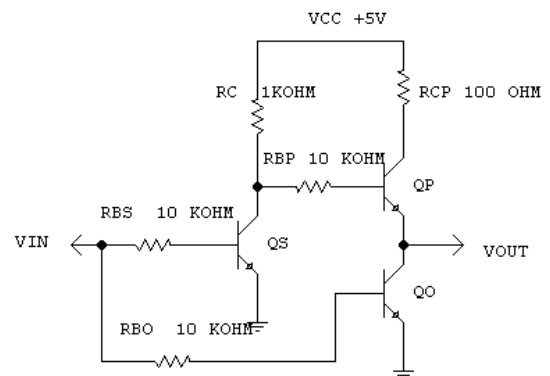 VCC +5V
RC 1KOHM
RCP 100 OHM
RBP 10 KOHM
QP
RBS 10 KOHM
VIN
QS
VOUT
QO
RBO 10 KOHM